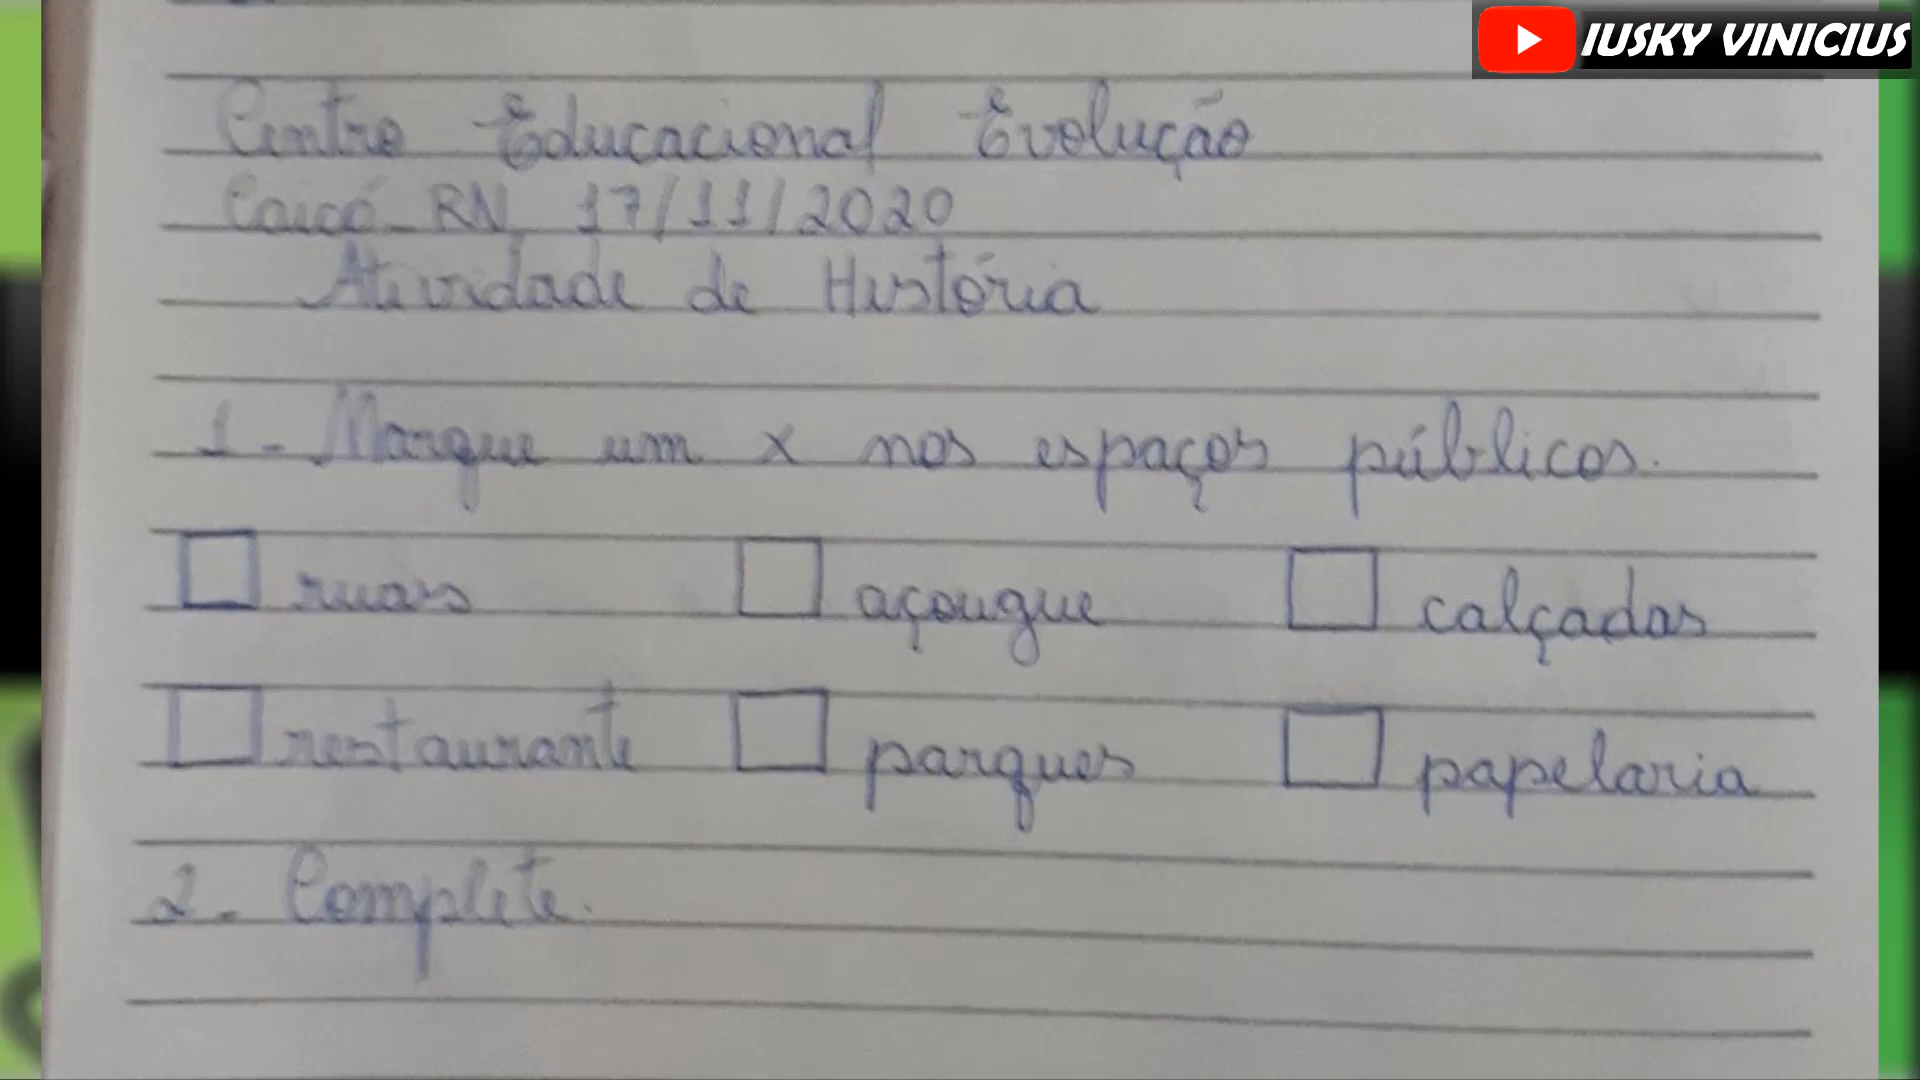 IUSKY VINICIUS
Centro Educacional Evolução
Caicó-RN, 17/11/2020
Atividade de História
1- Marque um x nos espaços públicos.
ruas açougue calçadas
restaurante parques papelaria
2- Complete.